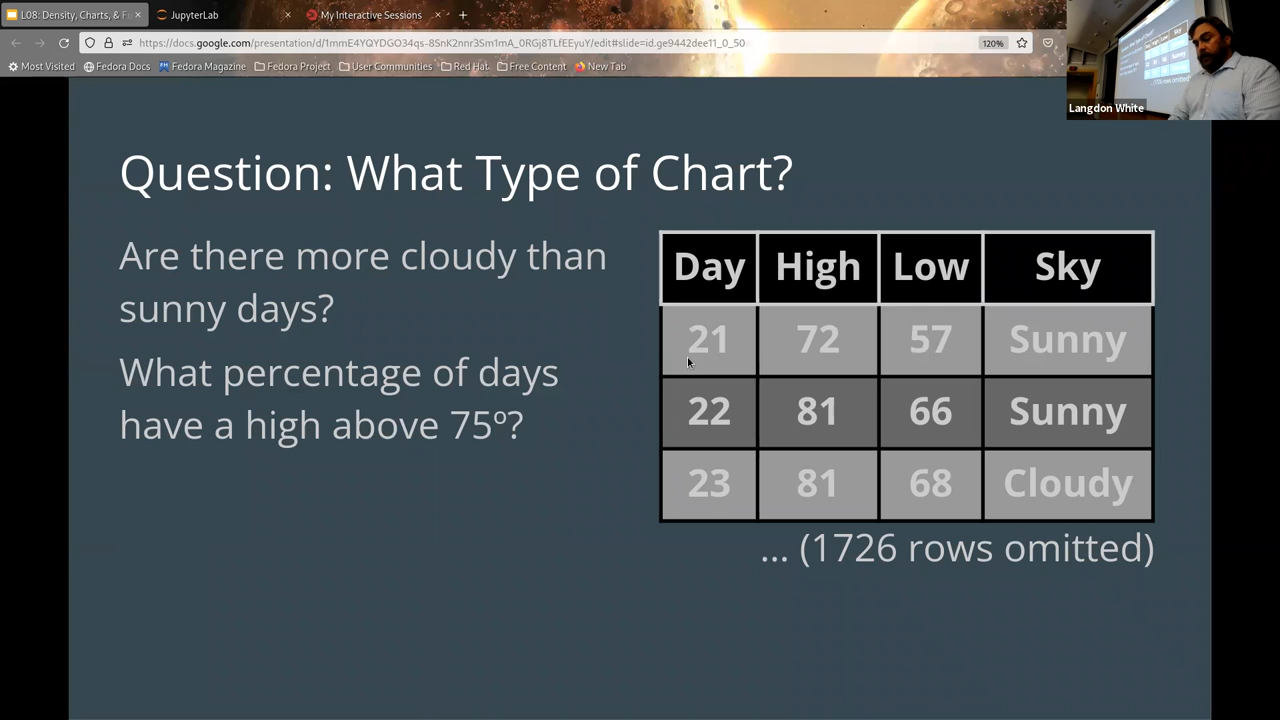 L08: Density, Charts, & Fu
JupyterLab
My Interactive Sessions
https://docs.google.com/presentation/d/1mmE4YQYDGO34qs-8SnK2nnr3Sm1mA_0RGj8TLfEEyuY/edit#slide=id.ge9442dee11_0_50
120%
Most Visited
Fedora Docs
Fedora Magazine
Fedora Project
User Communities
Red Hat
Free Content
New Tab
Langdon White
Question: What Type of Chart?
Are there more cloudy than
sunny days?
What percentage of days
have a high above 75º?
Day High Low Sky
21 72 57 Sunny
22 81 66 Sunny
23 81 68 Cloudy
... (1726 rows omitted)